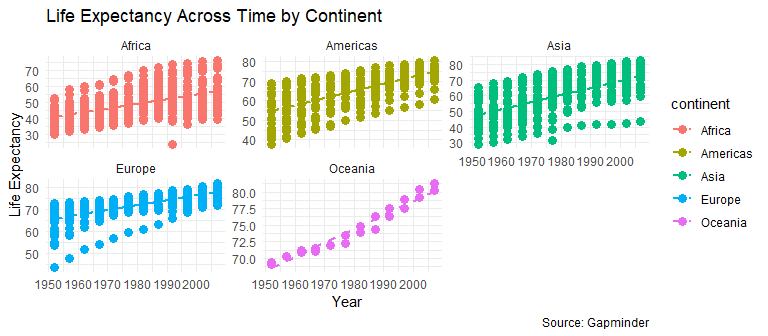 Life Expectancy Across Time by Continent
Africa
Americas
Asia
70
60
50
40
30
80
70
60
50
40
80
70
60
50
40
30
1950 1960 1970 1980 1990 2000
Europe
Oceania
80
70
60
50
80.0
77.5
75.0
72.5
70.0
1950 1960 1970 1980 1990 2000
1950 1960 1970 1980 1990 2000
Life Expectancy
Year
continent
Africa
Americas
Asia
Europe
Oceania
Source: Gapminder